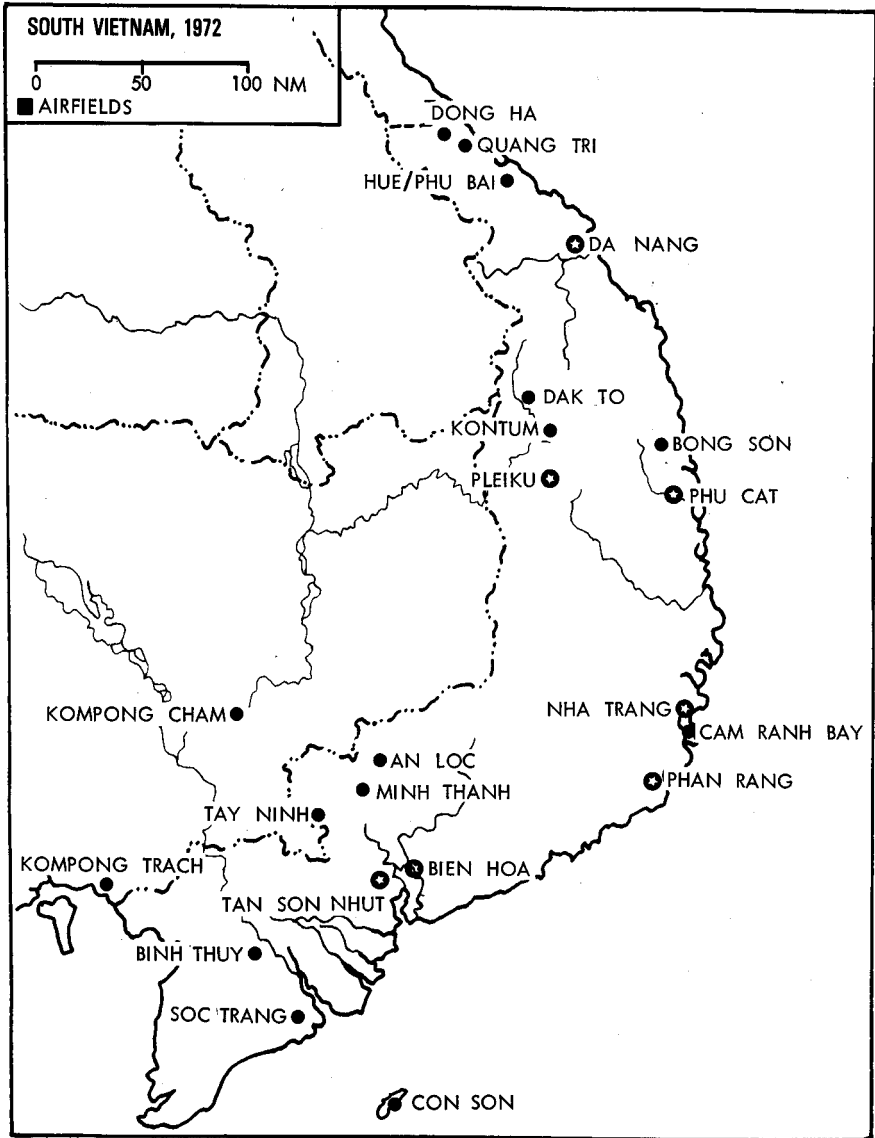 SOUTH VIETNAM, 1972
0 50 100 NM
AIRFIELDS
DONG HA
QUANG TRI
HUE/PHU BAI
DA NANG
DAK TO
KONTUM
BONG SON
PLEIKU
PHU CAT
NHA TRANG
KOMPONG CHAM
CAM RANH BAY
AN LOC
PHAN RANG
MINH THANH
TAY NINH
KOMPONG TRACH
BIEN HOA
TAN SON NHUT
BINH THUY
SOC TRANG
CON SON